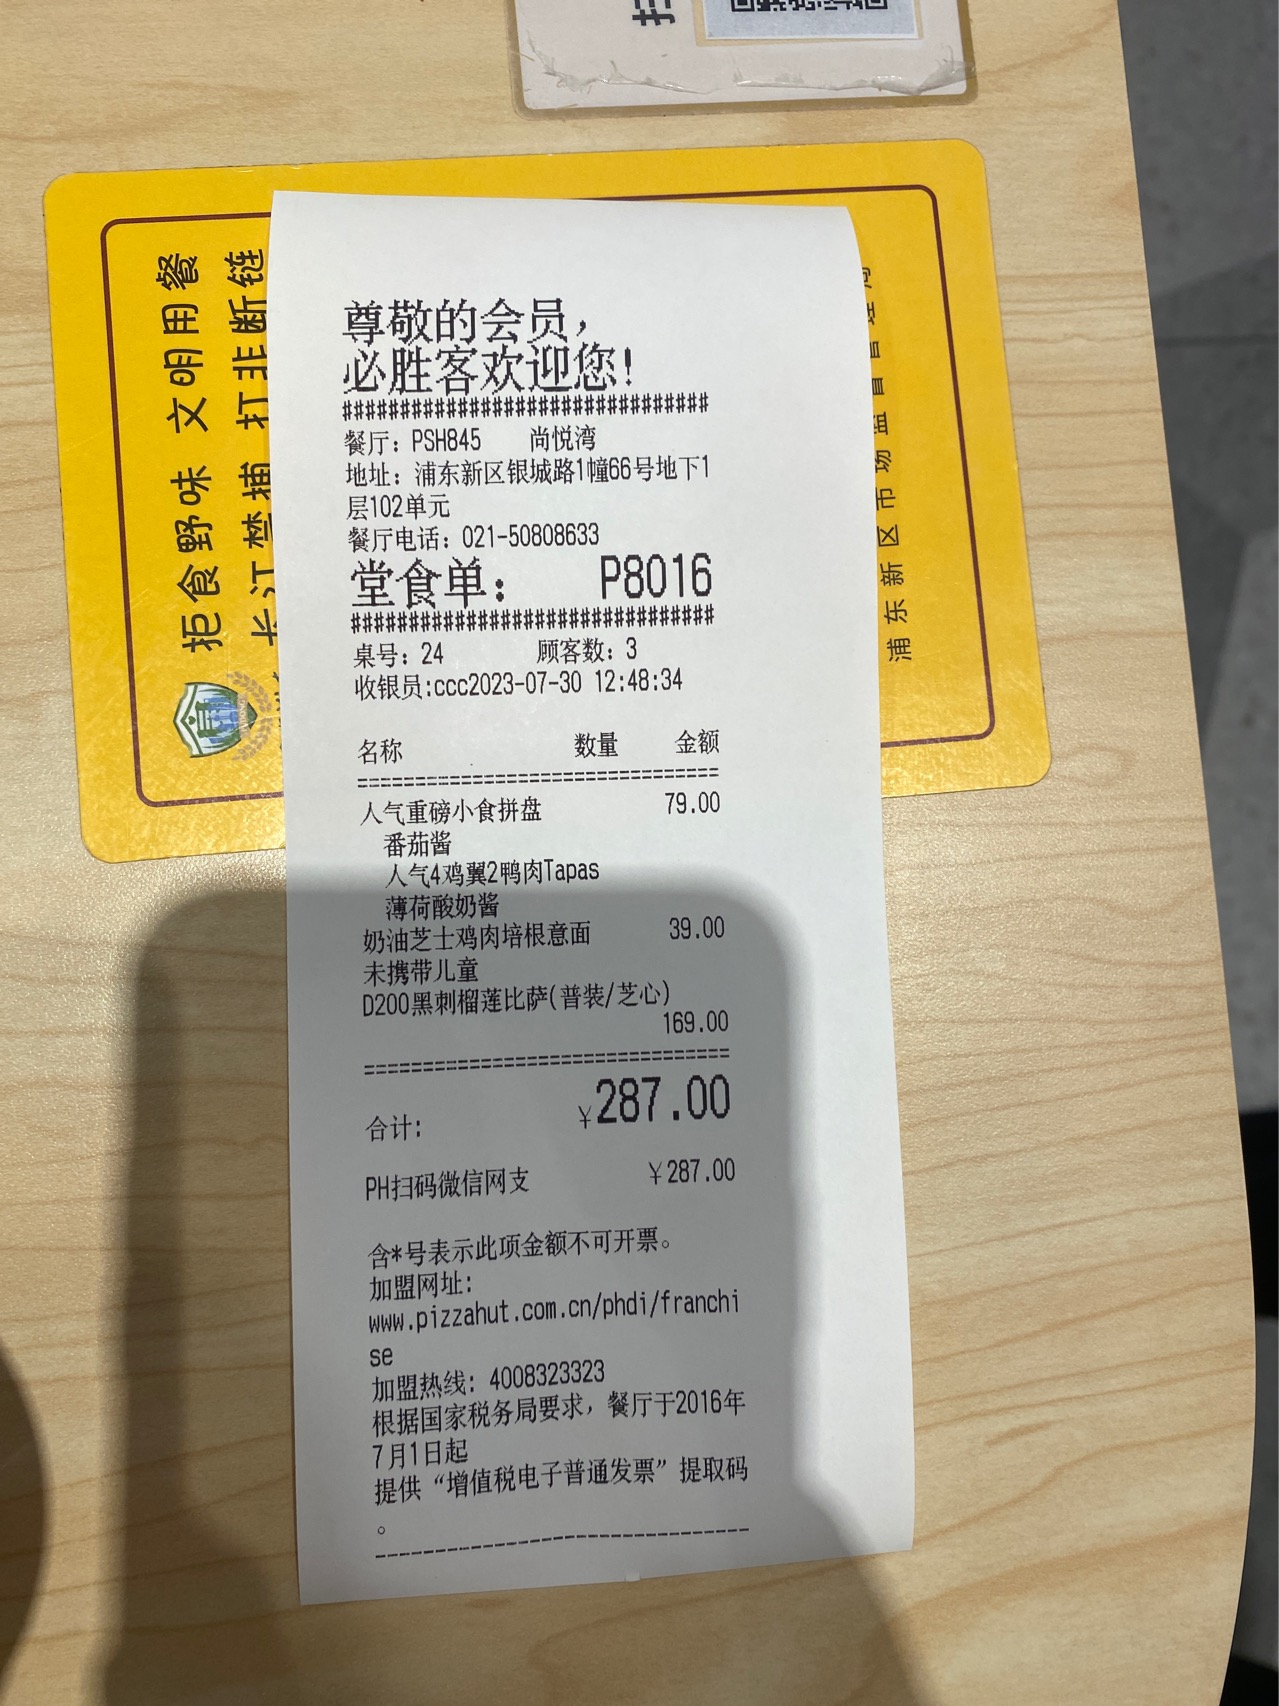 扫
拒食野味 文明用餐
长江禁捕 打非断链
浦东新区市场监督管理局
尊敬的会员，
必胜客欢迎您！
################################
餐厅：PSH845 尚悦湾
地址：浦东新区银城路1幢66号地下1
层102单元
餐厅电话：021-50808633
堂食单： P8016
################################
桌号：24 顾客数：3
收银员:ccc2023-07-30 12:48:34
名称 数量 金额
================================
人气重磅小食拼盘 79.00
番茄酱
人气4鸡翼2鸭肉Tapas
薄荷酸奶酱
奶油芝士鸡肉培根意面 39.00
未携带儿童
D200黑刺榴莲比萨(普装/芝心)
169.00
================================
合计： ￥287.00
PH扫码微信网支 ￥287.00
含*号表示此项金额不可开票。
加盟网址：
www.pizzahut.com.cn/phdi/franchi
se
加盟热线：4008323323
根据国家税务局要求，餐厅于2016年
7月1日起
提供“增值税电子普通发票”提取码
。
--------------------------------